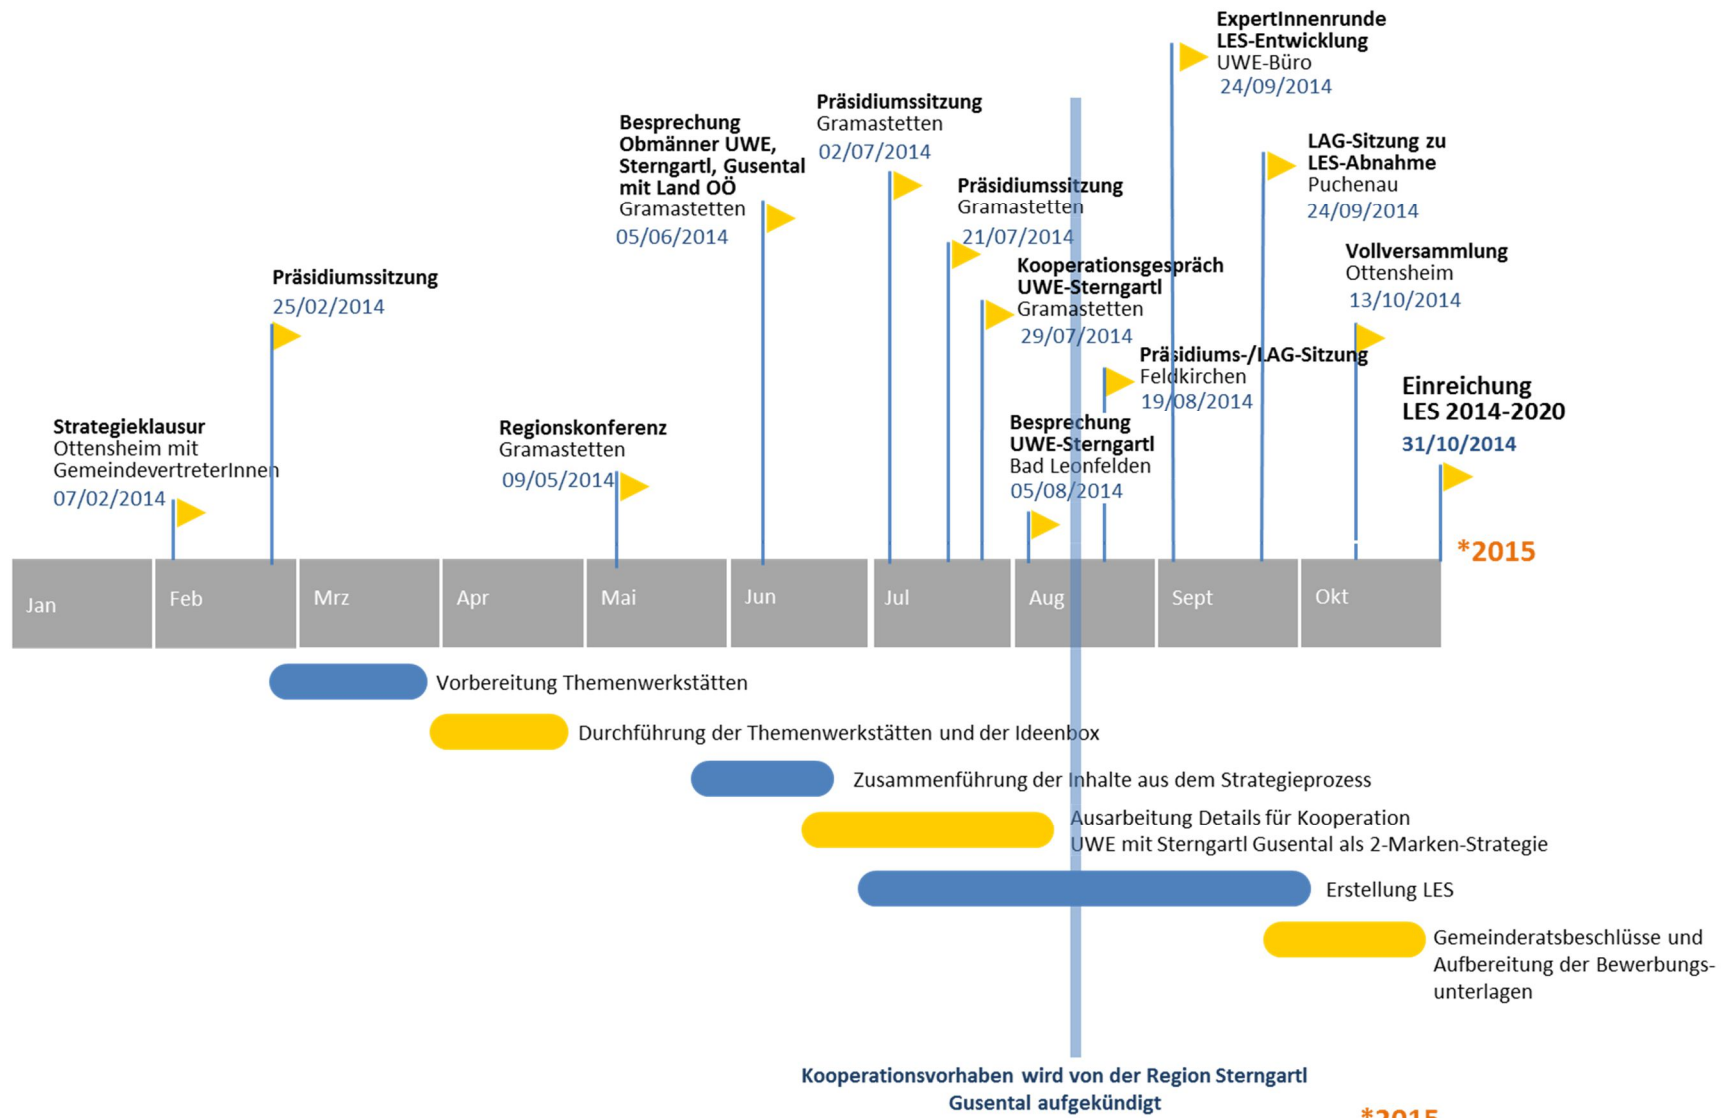 ExpertInnenrunde
LES-Entwicklung
UWE-Büro
24/09/2014
Präsidiumssitzung
Gramastetten
02/07/2014
Besprechung
Obmänner UWE,
Sterngartl, Gusental
mit Land OÖ
Gramastetten
05/06/2014
LAG-Sitzung zu
LES-Abnahme
Puchenau
24/09/2014
Präsidiumssitzung
Gramastetten
21/07/2014
Vollversammlung
Ottensheim
13/10/2014
Kooperationsgespräch
UWE-Sterngartl
Gramastetten
29/07/2014
Präsidiumssitzung
25/02/2014
Präsidiums-/LAG-Sitzung
Feldkirchen
19/08/2014
Einreichung
LES 2014-2020
31/10/2014
Strategieklausur
Ottensheim mit
GemeindevertreterInnen
07/02/2014
Regionskonferenz
Gramastetten
09/05/2014
Besprechung
UWE-Sterngartl
Bad Leonfelden
05/08/2014
*2015
Jan
Feb
Mrz
Apr
Mai
Jun
Jul
Aug
Sept
Okt
Vorbereitung Themenwerkstätten
Durchführung der Themenwerkstätten und der Ideenbox
Zusammenführung der Inhalte aus dem Strategieprozess
Ausarbeitung Details für Kooperation
UWE mit Sterngartl Gusental als 2-Marken-Strategie
Erstellung LES
Gemeinderatsbeschlüsse und
Aufbereitung der Bewerbungs-
unterlagen
Kooperationsvorhaben wird von der Region Sterngartl
Gusental aufgekündigt
*2015